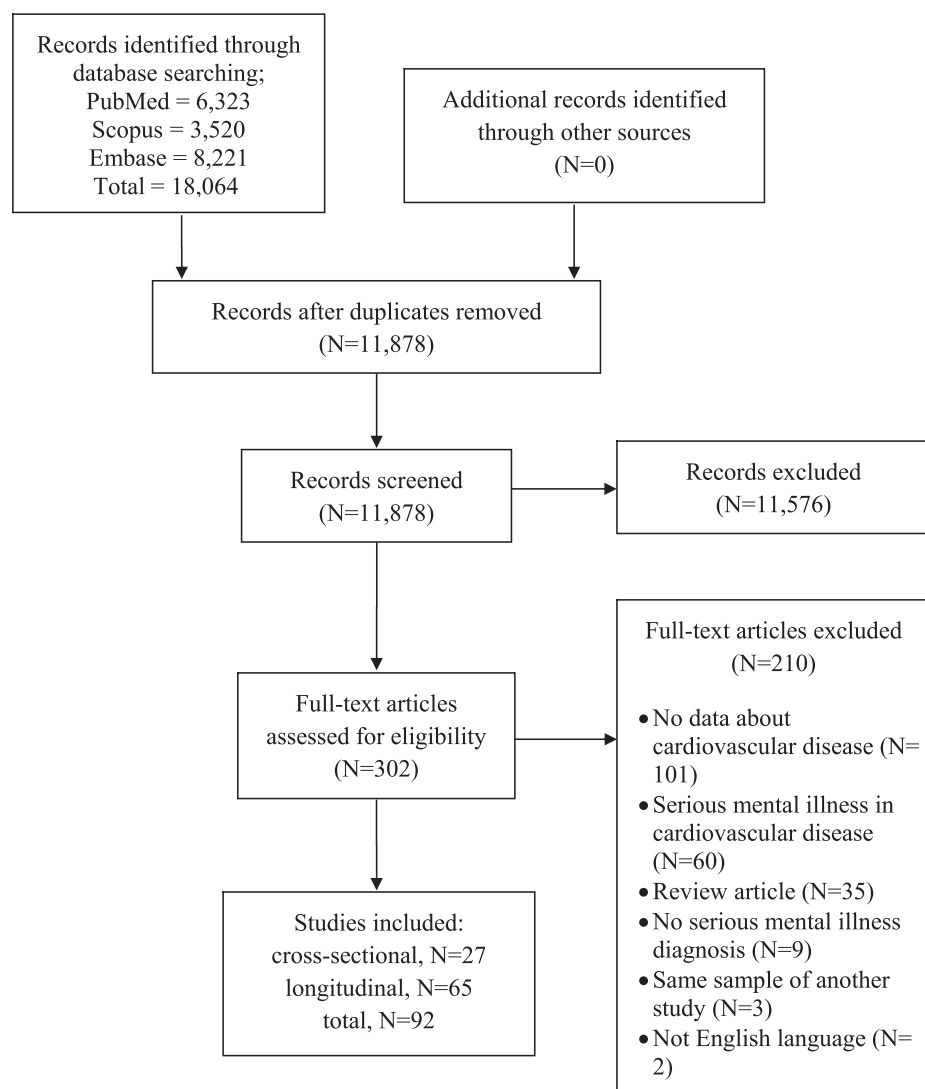 Records identified through
database searching;
PubMed = 6,323
Scopus = 3,520
Embase = 8,221
Total = 18,064
Additional records identified
through other sources
(N=0)
Records after duplicates removed
(N=11,878)
Records screened
(N=11,878)
Records excluded
(N=11,576)
Full-text articles
assessed for eligibility
(N=302)
Full-text articles excluded
(N=210)
• No data about
cardiovascular disease (N=
101)
• Serious mental illness in
cardiovascular disease
(N=60)
• Review article (N=35)
• No serious mental illness
diagnosis (N=9)
• Same sample of another
study (N=3)
• Not English language (N=
2)
Studies included:
cross-sectional, N=27
longitudinal, N=65
total, N=92